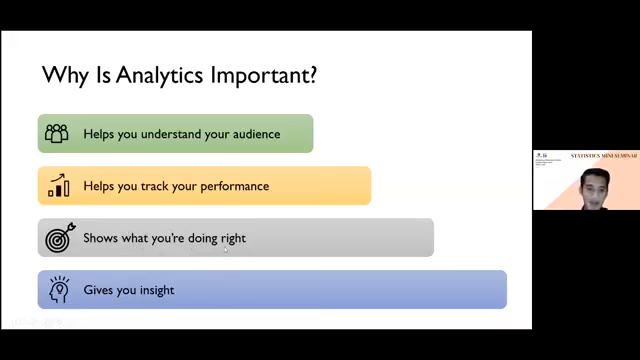 Why Is Analytics Important?
Helps you understand your audience
Helps you track your performance
Shows what you're doing right
Gives you insight
STATISTICS MINI SEMINAR